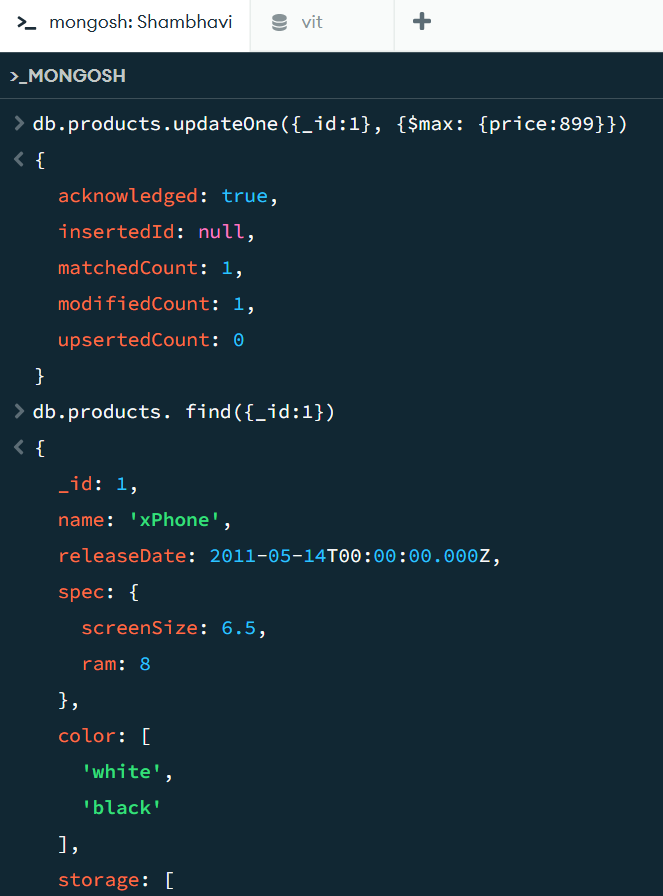 >_ mongosh: Shambhavi vit +
>_MONGOSH
> db.products.updateOne({_id:1}, {$max: {price:899}})
< {
acknowledged: true,
insertedId: null,
matchedCount: 1,
modifiedCount: 1,
upsertedCount: 0
}
> db.products. find({_id:1})
< {
_id: 1,
name: 'xPhone',
releaseDate: 2011-05-14T00:00:00.000Z,
spec: {
screenSize: 6.5,
ram: 8
},
color: [
'white',
'black'
],
storage: [